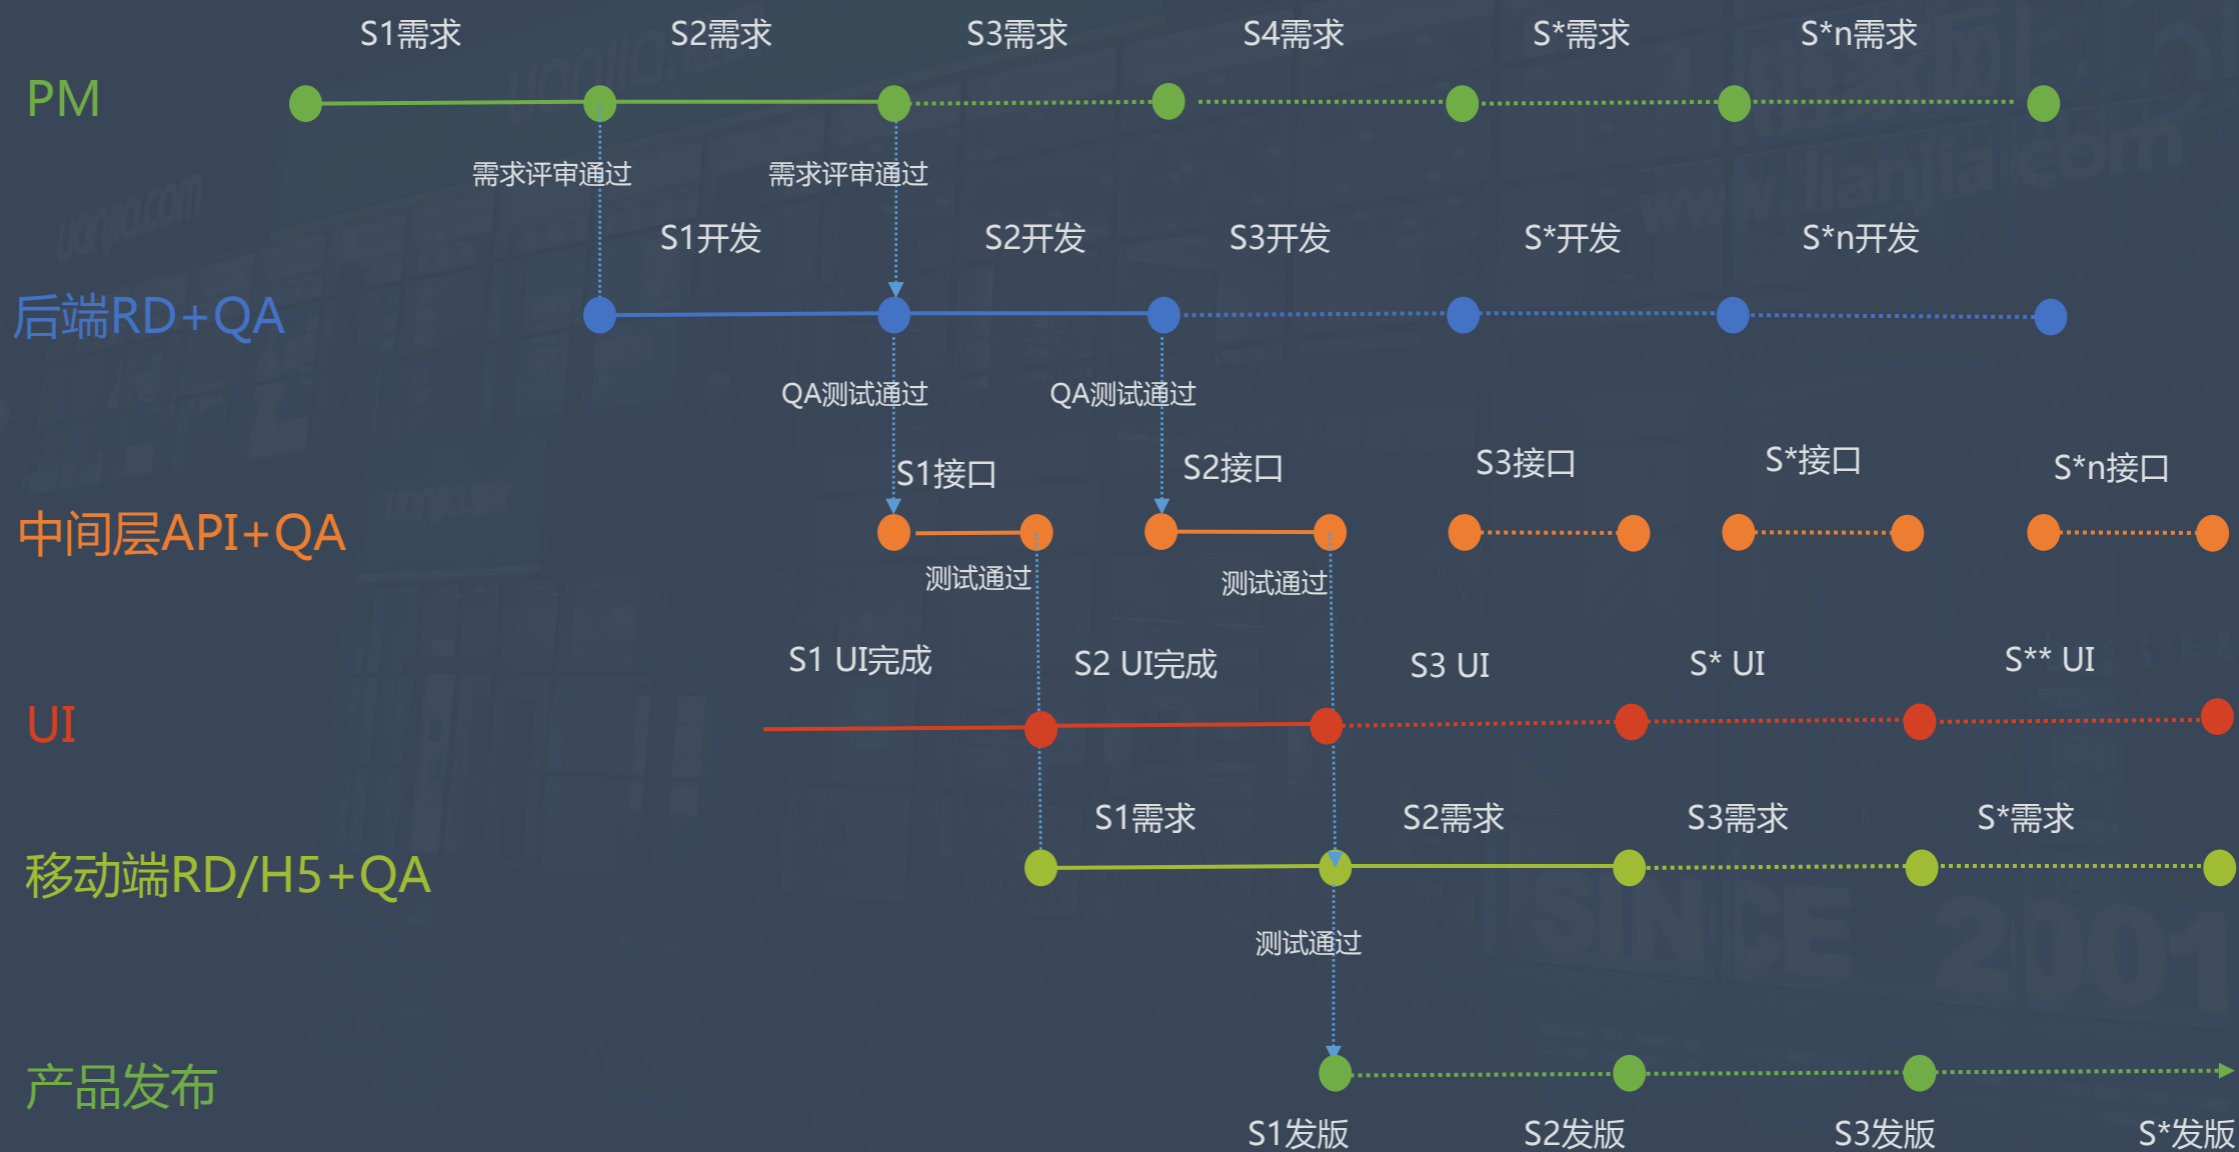 S1需求 S2需求 S3需求 S4需求 S*需求 S*n需求
PM
需求评审通过 需求评审通过
S1开发 S2开发 S3开发 S*开发 S*n开发
后端RD+QA
QA测试通过 QA测试通过
S1接口 S2接口 S3接口 S*接口 S*n接口
中间层API+QA
测试通过 测试通过
S1 UI完成 S2 UI完成 S3 UI S* UI S** UI
UI
S1需求 S2需求 S3需求 S*需求
移动端RD/H5+QA
测试通过
产品发布
S1发版 S2发版 S3发版 S*发版
www.lianjia.com
SINCE 2001